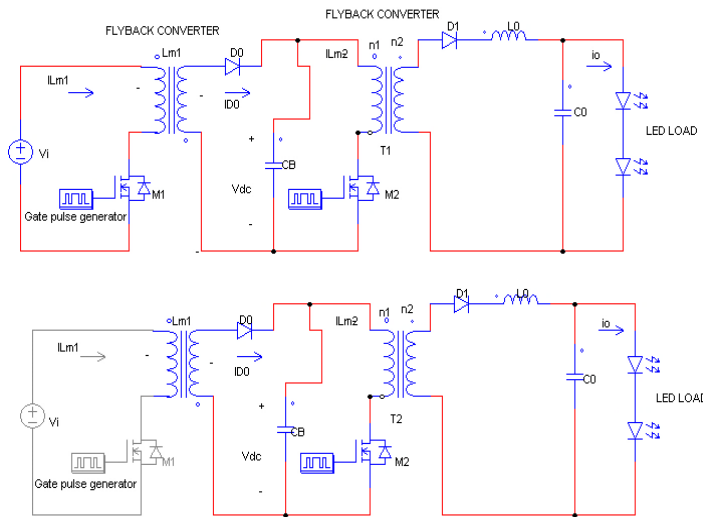 FLYBACK CONVERTER
FLYBACK CONVERTER
ILm1
Lm1
D0
ID0
ILm2
n1
n2
D1
L0
io
C0
LED LOAD
Vi
M1
Gate pulse generator
+
CB
Vdc
-
T1
M2
ILm1
Lm1
D0
ID0
ILm2
n1
n2
D1
L0
io
C0
LED LOAD
Vi
M1
Gate pulse generator
+
CB
Vdc
-
T2
M2